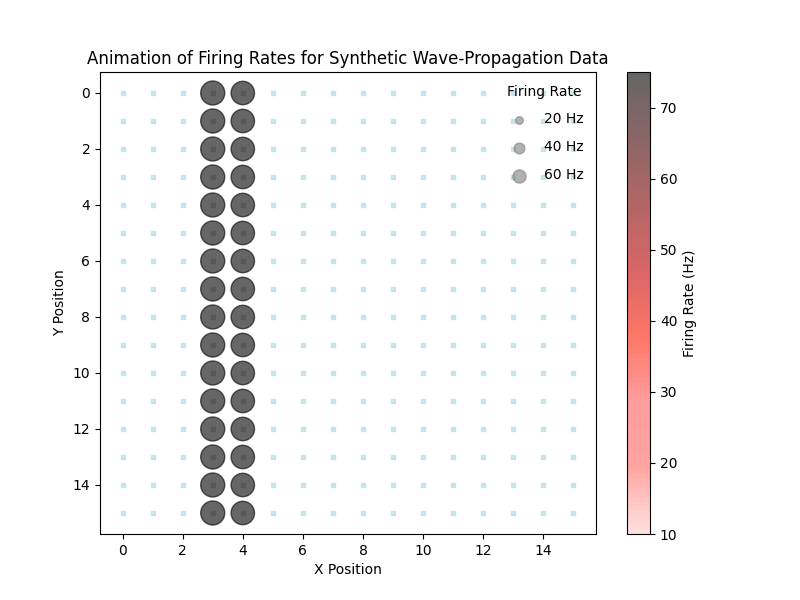 Animation of Firing Rates for Synthetic Wave-Propagation Data
Firing Rate
20 Hz
40 Hz
60 Hz
0
2
4
6
8
10
12
14
Y Position
0 2 4 6 8 10 12 14
X Position
70
60
50
40
30
20
10
Firing Rate (Hz)